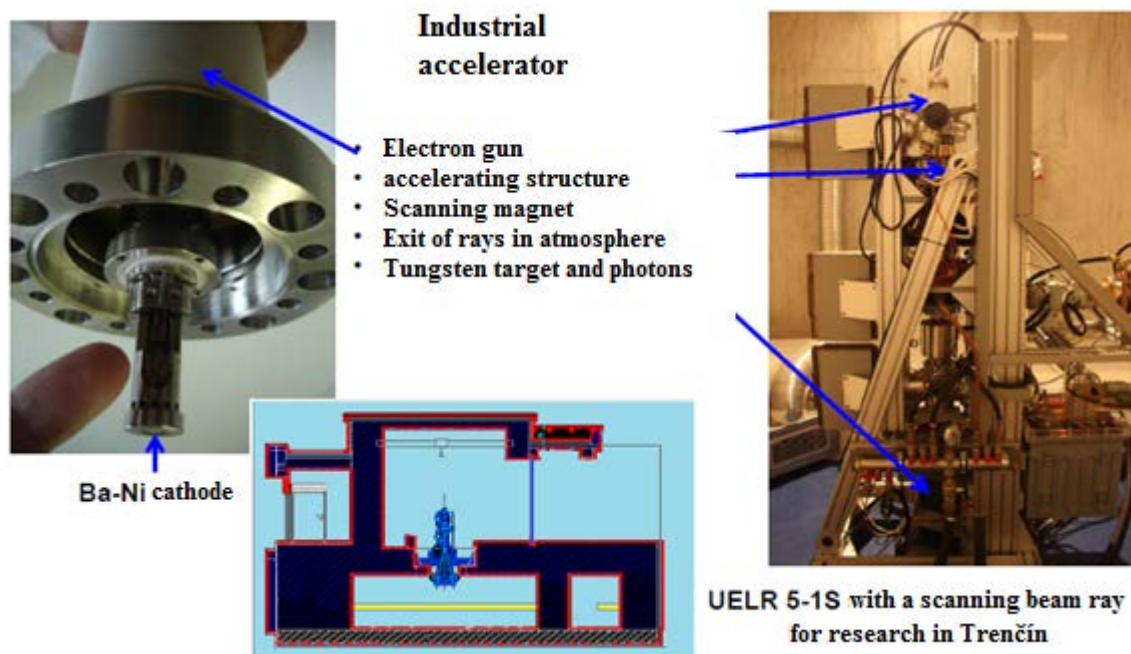 Industrial
accelerator
• Electron gun
• accelerating structure
• Scanning magnet
• Exit of rays in atmosphere
• Tungsten target and photons
Ba-Ni cathode
UELR 5-1S with a scanning beam ray
for research in Trenčín